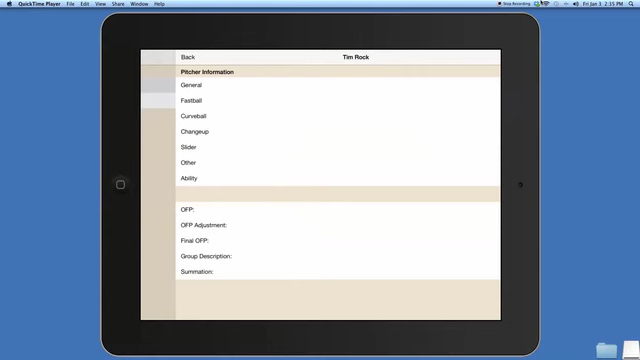 QuickTime Player File Edit View Share Window Help Stop Recording Fri Jan 3 2:35 PM
Back Tim Rock
Pitcher Information
General
Fastball
Curveball
Changeup
Slider
Other
Ability
OFP:
OFP Adjustment:
Final OFP:
Group Description:
Summation: